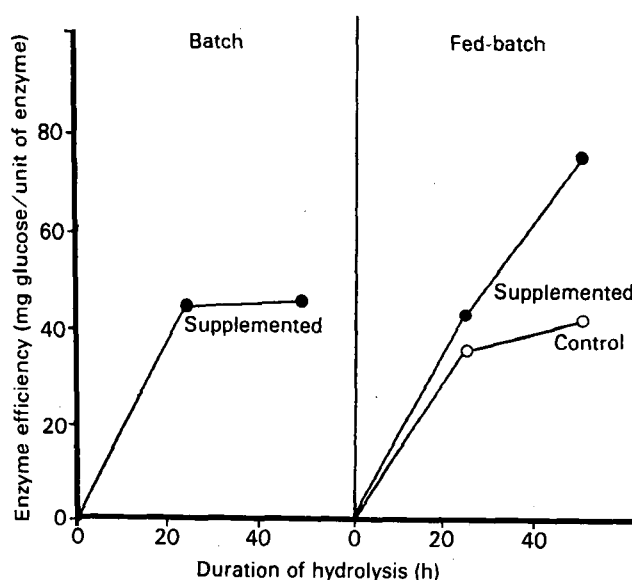 Batch
Fed-batch
Enzyme efficiency (mg glucose/unit of enzyme)
80
60
40
20
0
Supplemented
Supplemented
Control
0 20 40 60
0 20 40
Duration of hydrolysis (h)